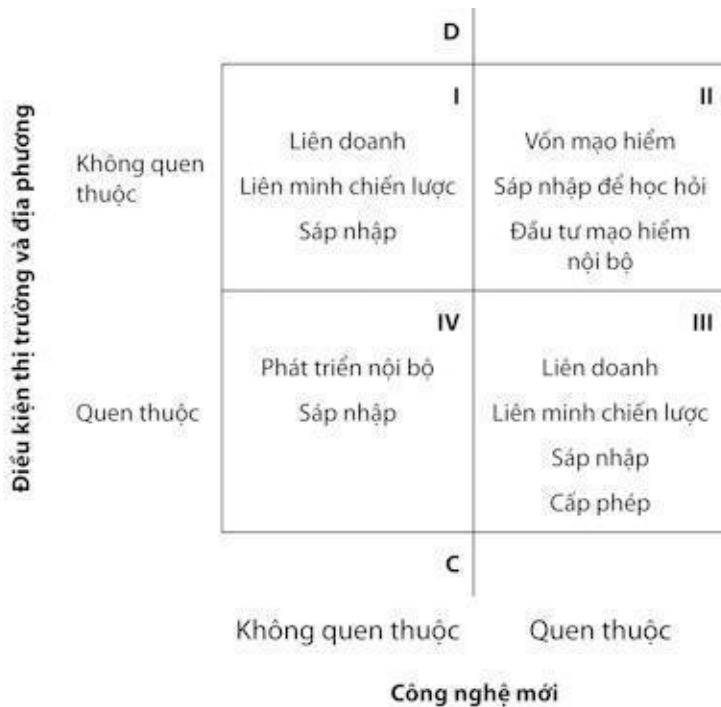 D
I
II
Liên doanh
Vốn mạo hiểm
Không quen
thuộc
Liên minh chiến lược
Sáp nhập để học hỏi
Sáp nhập
Đầu tư mạo hiểm
nội bộ
Điều kiện thị trường và địa phương
IV
III
Phát triển nội bộ
Liên doanh
Quen thuộc
Sáp nhập
Liên minh chiến lược
Sáp nhập
Cấp phép
C
Không quen thuộc
Quen thuộc
Công nghệ mới